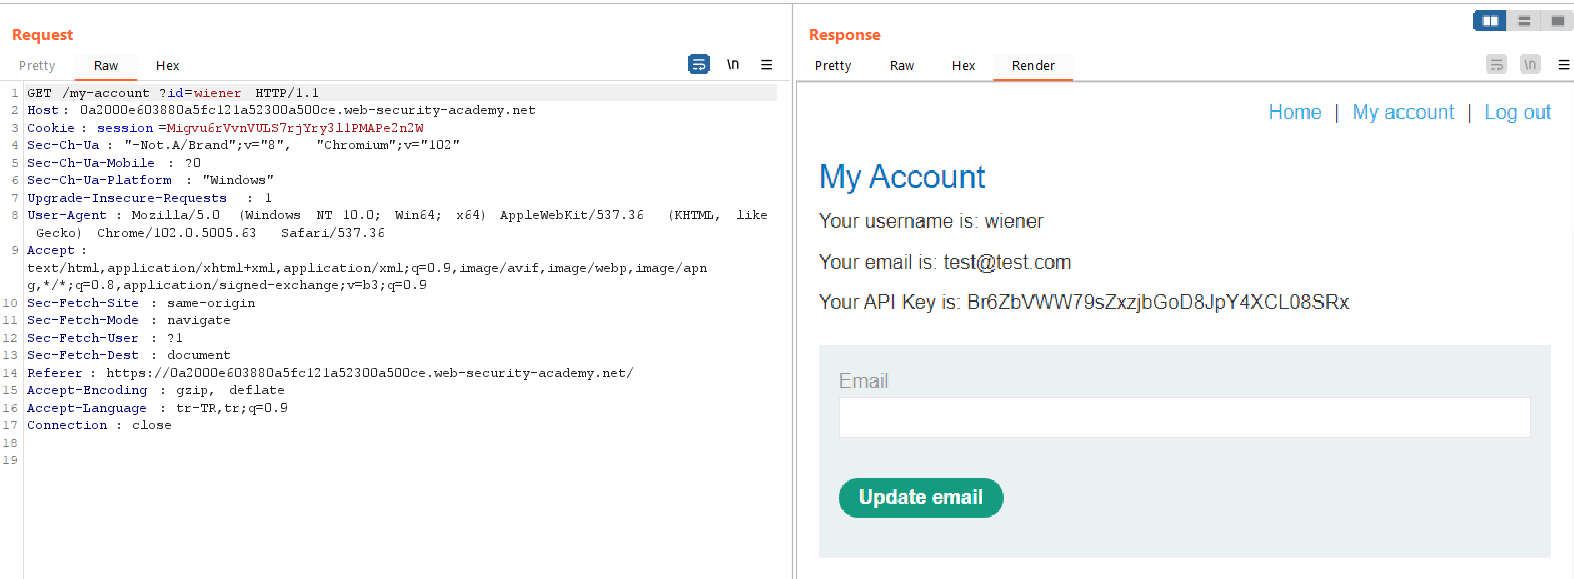 Request
Pretty Raw Hex
\n
1 GET /my-account ?id=wiener HTTP/1.1
2 Host : 0a2000e603880a5fc121a52300a500ce.web-security-academy.net
3 Cookie : session =Migvu6rVvnVULS7rjYry3l1PMAPe2n2W
4 Sec-Ch-Ua : "-Not.A/Brand";v="8", "Chromium";v="102"
5 Sec-Ch-Ua-Mobile : ?0
6 Sec-Ch-Ua-Platform : "Windows"
7 Upgrade-Insecure-Requests : 1
8 User-Agent : Mozilla/5.0 (Windows NT 10.0; Win64; x64) AppleWebKit/537.36 (KHTML, like
Gecko) Chrome/102.0.5005.63 Safari/537.36
9 Accept :
text/html,application/xhtml+xml,application/xml;q=0.9,image/avif,image/webp,image/apn
g,*/*;q=0.8,application/signed-exchange;v=b3;q=0.9
10 Sec-Fetch-Site : same-origin
11 Sec-Fetch-Mode : navigate
12 Sec-Fetch-User : ?1
13 Sec-Fetch-Dest : document
14 Referer : https://0a2000e603880a5fc121a52300a500ce.web-security-academy.net/
15 Accept-Encoding : gzip, deflate
16 Accept-Language : tr-TR,tr;q=0.9
17 Connection : close
18
19
Response
Pretty Raw Hex Render
\n
Home | My account | Log out
My Account
Your username is: wiener
Your email is: test@test.com
Your API Key is: Br6ZbVWW79sZxzjbGoD8JpY4XCL08SRx
Email
Update email